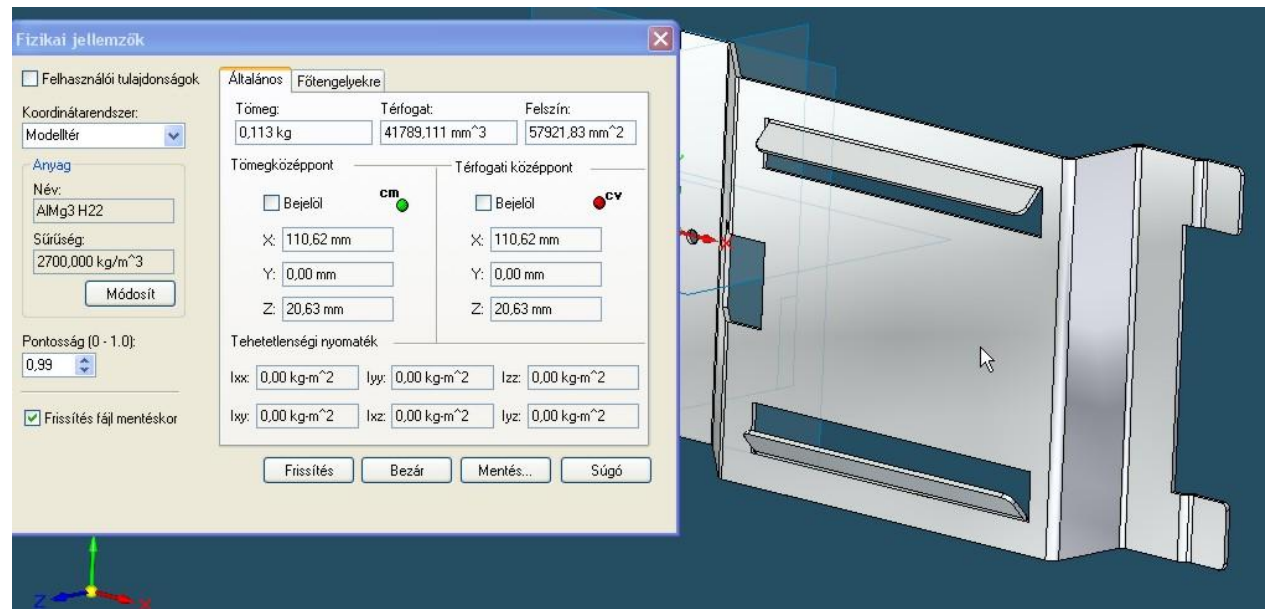 Fizikai jellemzők
Felhasználói tulajdonságok
Koordinátarendszer:
Modelltér
Anyag
Név:
AlMg3 H22
Sűrűség:
2700,000 kg/m^3
Módosít
Pontosság (0 - 1.0):
0,99
Frissítés fájl mentéskor
Általános Főtengelyekre
Tömeg: Térfogat: Felszín:
0,113 kg 41789,111 mm^3 57921,83 mm^2
Tömegközéppont Térfogati középpont
Bejelöl cm Bejelöl cv
X: 110,62 mm X: 110,62 mm
Y: 0,00 mm Y: 0,00 mm
Z: 20,63 mm Z: 20,63 mm
Tehetetlenségi nyomaték
Ixx: 0,00 kg-m^2 Iyy: 0,00 kg-m^2 Izz: 0,00 kg-m^2
Ixy: 0,00 kg-m^2 Ixz: 0,00 kg-m^2 Iyz: 0,00 kg-m^2
Frissítés Bezár Mentés... Súgó
X
Z X